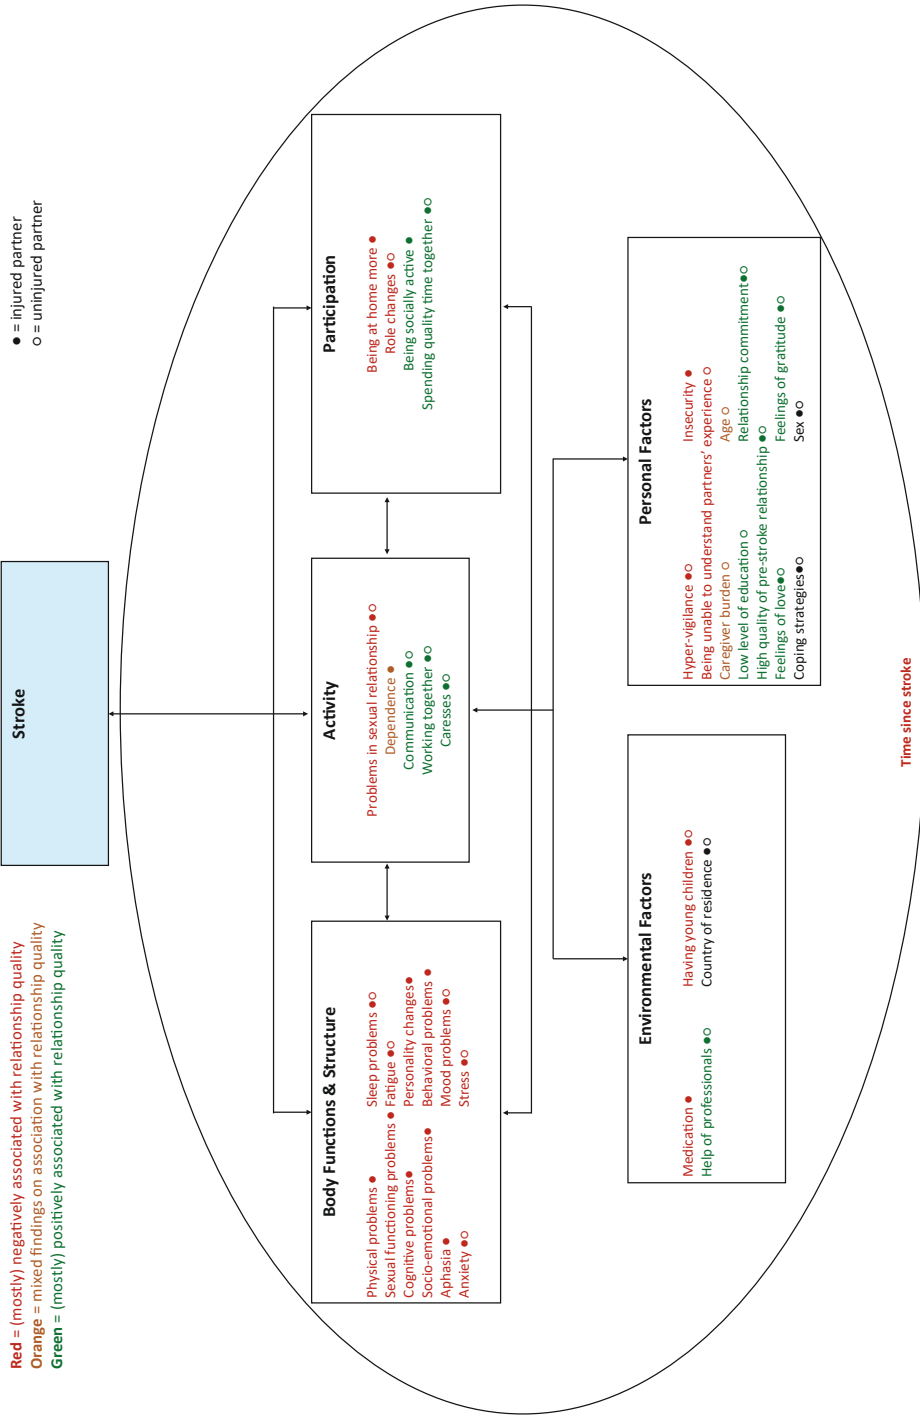 Red = (mostly) negatively associated with relationship quality
Orange = mixed findings on association with relationship quality
Green = (mostly) positively associated with relationship quality
Stroke
● = injured partner
○ = uninjured partner
Body Functions & Structure
Physical problems ● Sleep problems ●○
Sexual functioning problems ● Fatigue ●○
Cognitive problems● Personality changes●
Socio-emotional problems● Behavioral problems ●
Aphasia ● Mood problems ●○
Anxiety ●○ Stress ●○
Activity
Problems in sexual relationship ●○
Dependence ●
Communication ●○
Working together ●○
Caresses ●○
Participation
Being at home more ●
Role changes ●○
Being socially active ●
Spending quality time together ●○
Environmental Factors
Medication ● Having young children ●○
Help of professionals ●○ Country of residence ●○
Personal Factors
Hyper-vigilance ●○ Insecurity ●
Being unable to understand partners’ experience ○
Caregiver burden ○ Age ○
Low level of education ○ Relationship commitment●○
High quality of pre-stroke relationship ●○
Feelings of love●○ Feelings of gratitude ●○
Coping strategies●○ Sex ●○
Time since stroke